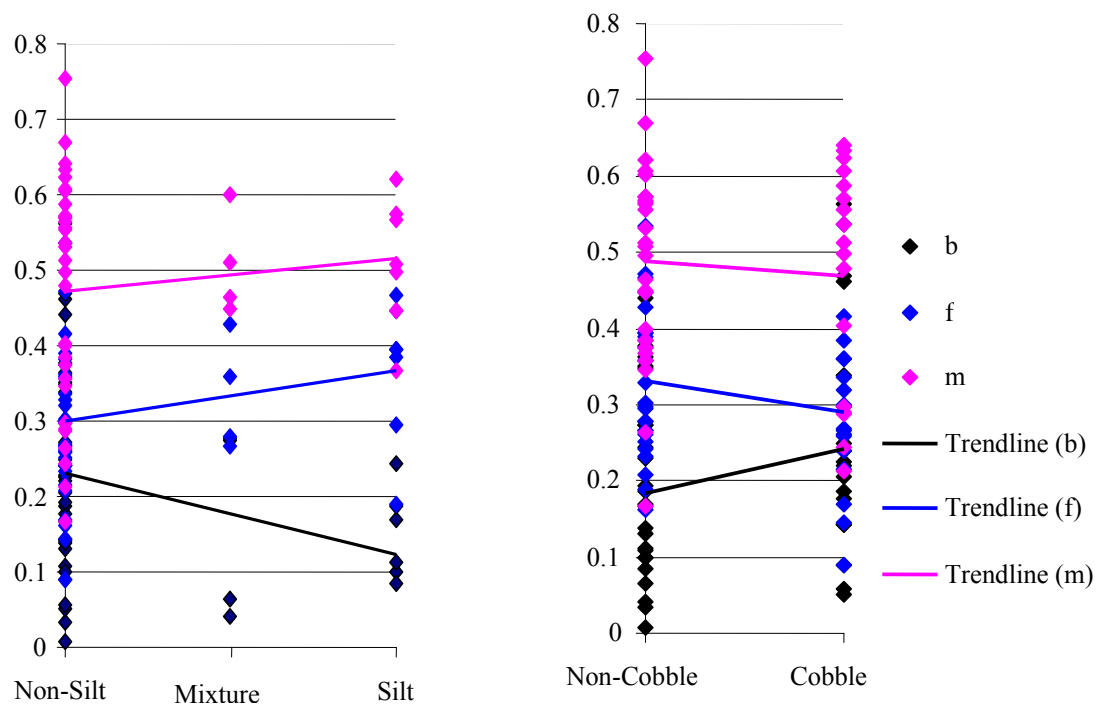 0.8
0.7
0.6
0.5
0.4
0.3
0.2
0.1
0
Non-Silt
Mixture
Silt
0.8
0.7
0.6
0.5
0.4
0.3
0.2
0.1
0
Non-Cobble
Cobble
b
f
m
Trendline (b)
Trendline (f)
Trendline (m)